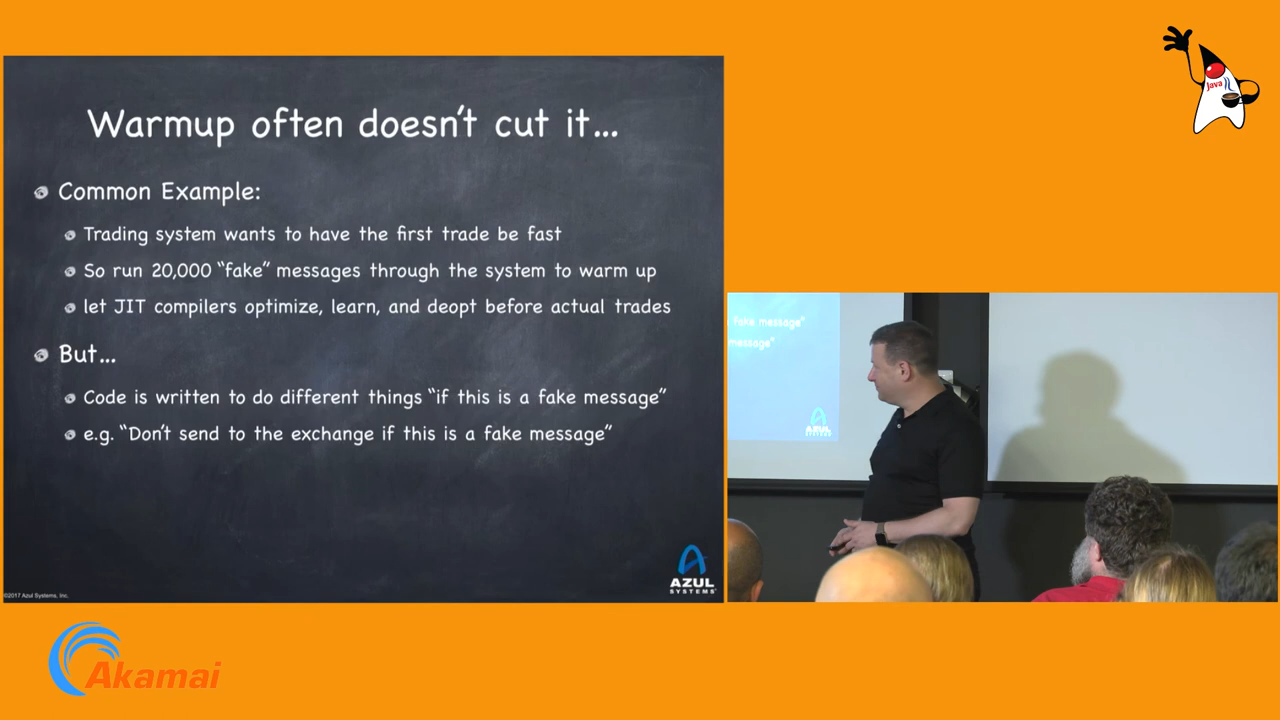 Warmup often doesn't cut it...
Common Example:
Trading system wants to have the first trade be fast
So run 20,000 "fake" messages through the system to warm up
let JIT compilers optimize, learn, and deopt before actual trades
But...
Code is written to do different things "if this is a fake message"
e.g. "Don't send to the exchange if this is a fake message"
AZUL
SYSTEMS
©2017 Azul Systems, Inc.
Java
fake message"
message"
AZUL
SYSTEMS
Akamai